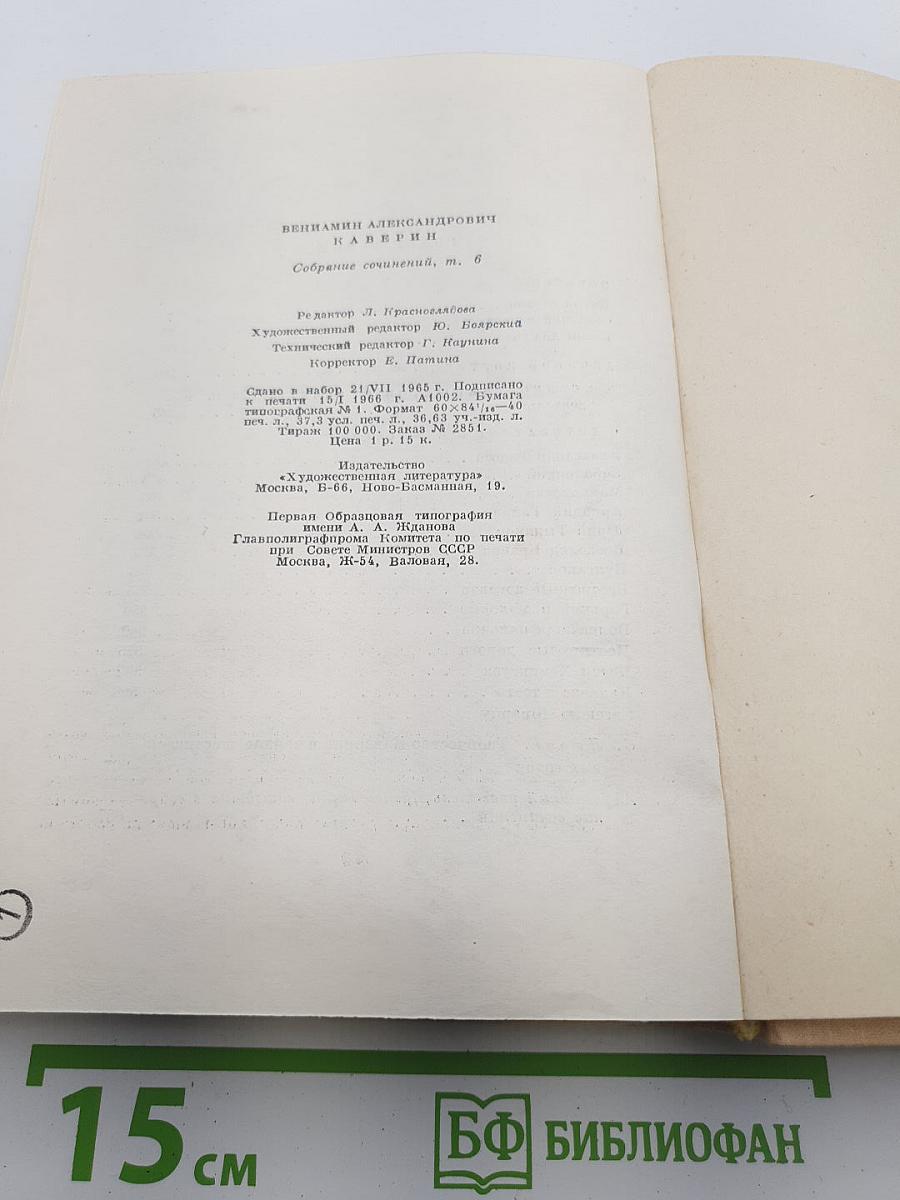 ВЕНИАМИН АЛЕКСАНДРОВИЧ
КАВЕРИН
Собрание сочинений, т. 6
Редактор Л. Красноглядова
Художественный редактор Ю. Боярский
Технический редактор Г. Каунина
Корректор Е. Патина
Сдано в набор 21/VII 1965 г. Подписано
к печати 15/I 1966 г. А1002. Бумага
типографская № 1. Формат 60×84¹/₁₆—40
печ. л., 37,3 усл. печ. л., 36,63 уч.-изд. л.
Тираж 100 000. Заказ № 2851.
Цена 1 р. 15 к.
Издательство
«Художественная литература»
Москва, Б-66, Ново-Басманная, 19.
Первая Образцовая типография
имени А. А. Жданова
Главполиграфпрома Комитета по печати
при Совете Министров СССР
Москва, Ж-54, Валовая, 28.
15 см
БФ БИБЛИОФАН